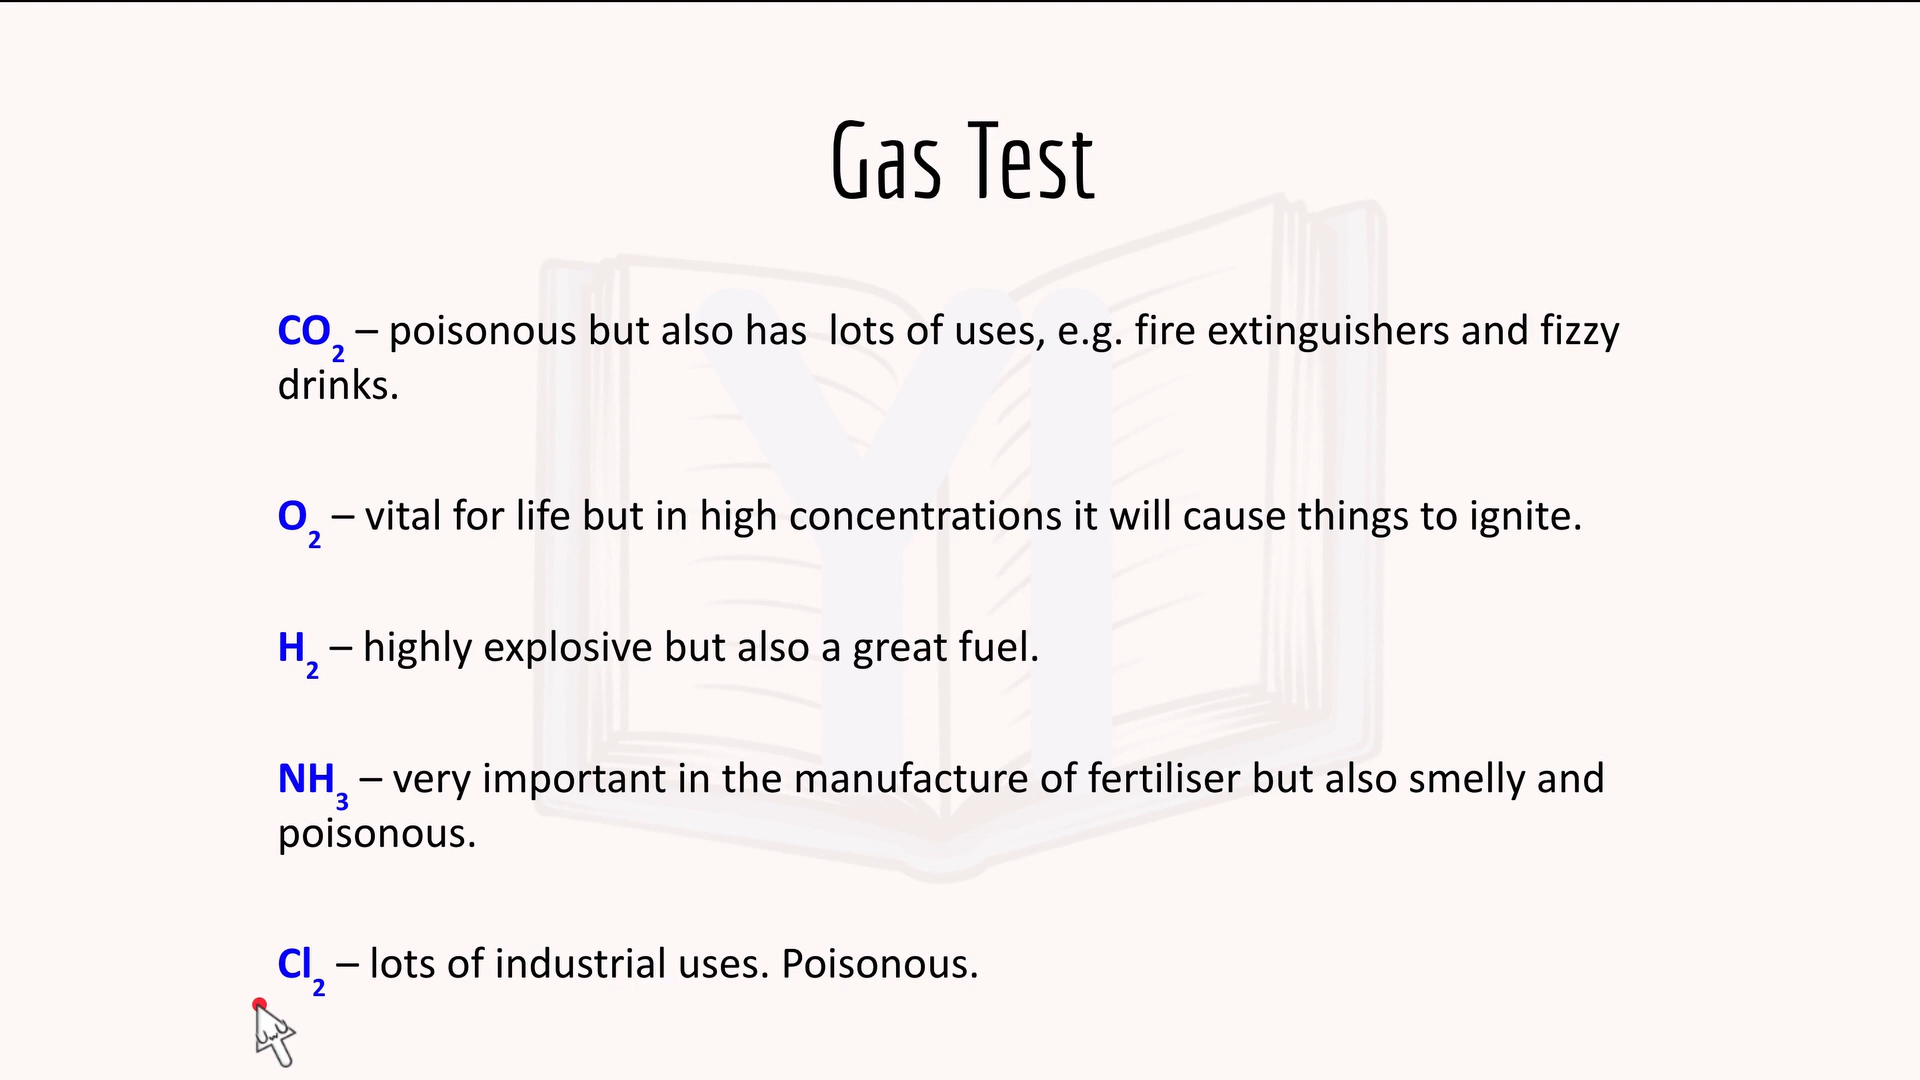 Gas Test
CO₂ – poisonous but also has  lots of uses, e.g. fire extinguishers and fizzy
drinks.
O₂ – vital for life but in high concentrations it will cause things to ignite.
H₂ – highly explosive but also a great fuel.
NH₃ – very important in the manufacture of fertiliser but also smelly and
poisonous.
Cl₂ – lots of industrial uses. Poisonous.
YI
UwU